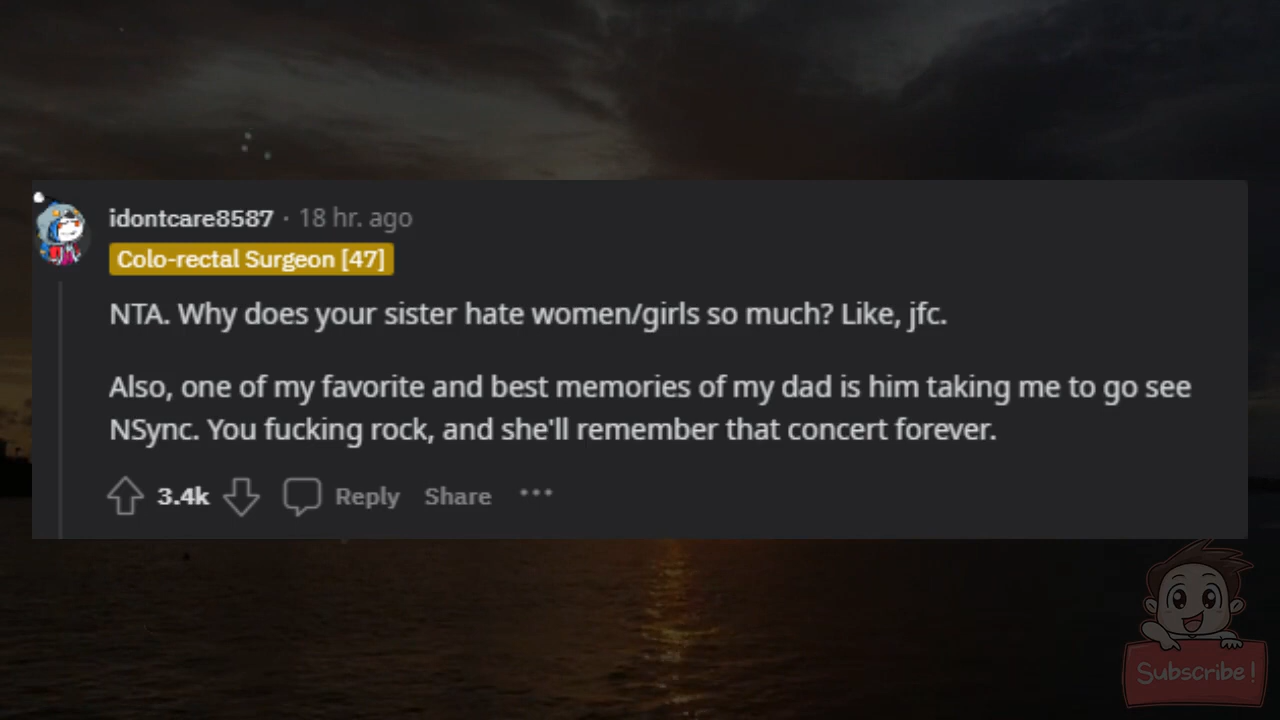 idontcare8587 · 18 hr. ago
Colo-rectal Surgeon [47]
NTA. Why does your sister hate women/girls so much? Like, jfc.
Also, one of my favorite and best memories of my dad is him taking me to go see
NSync. You fucking rock, and she'll remember that concert forever.
3.4k Reply Share ···
Subscribe!